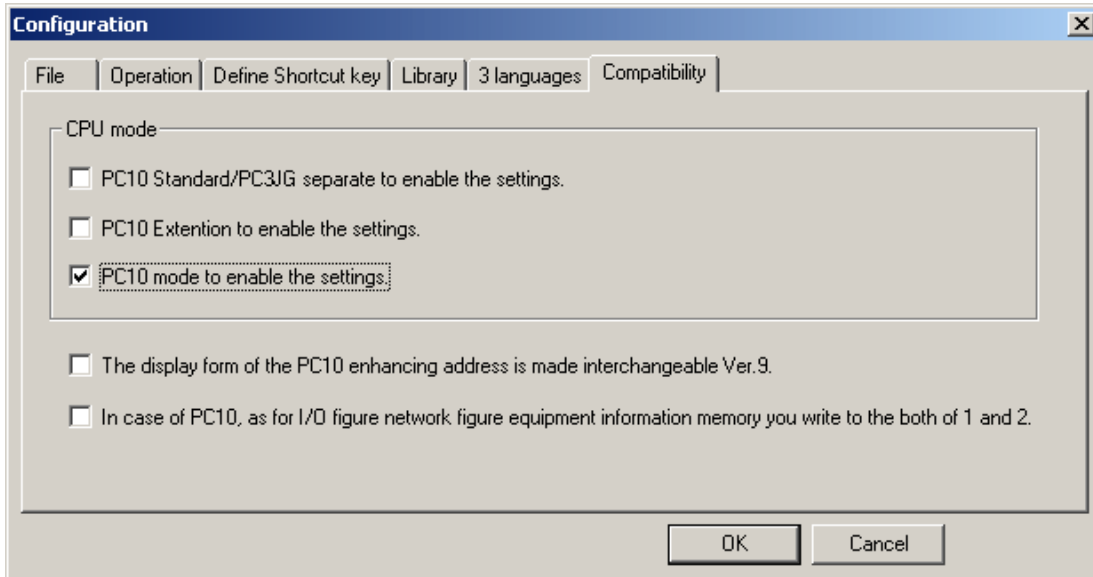 Configuration
File Operation Define Shortcut key Library 3 languages Compatibility
CPU mode
PC10 Standard/PC3JG separate to enable the settings.
PC10 Extention to enable the settings.
PC10 mode to enable the settings.
The display form of the PC10 enhancing address is made interchangeable Ver.9.
In case of PC10, as for I/O figure network figure equipment information memory you write to the both of 1 and 2.
OK Cancel